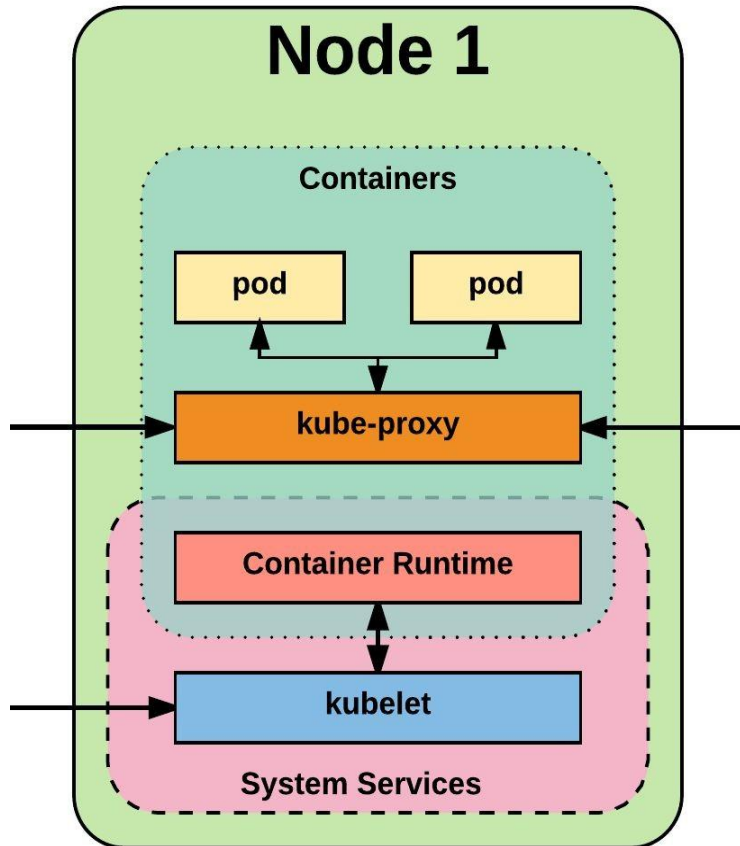 Node 1
Containers
pod
pod
kube-proxy
Container Runtime
kubelet
System Services